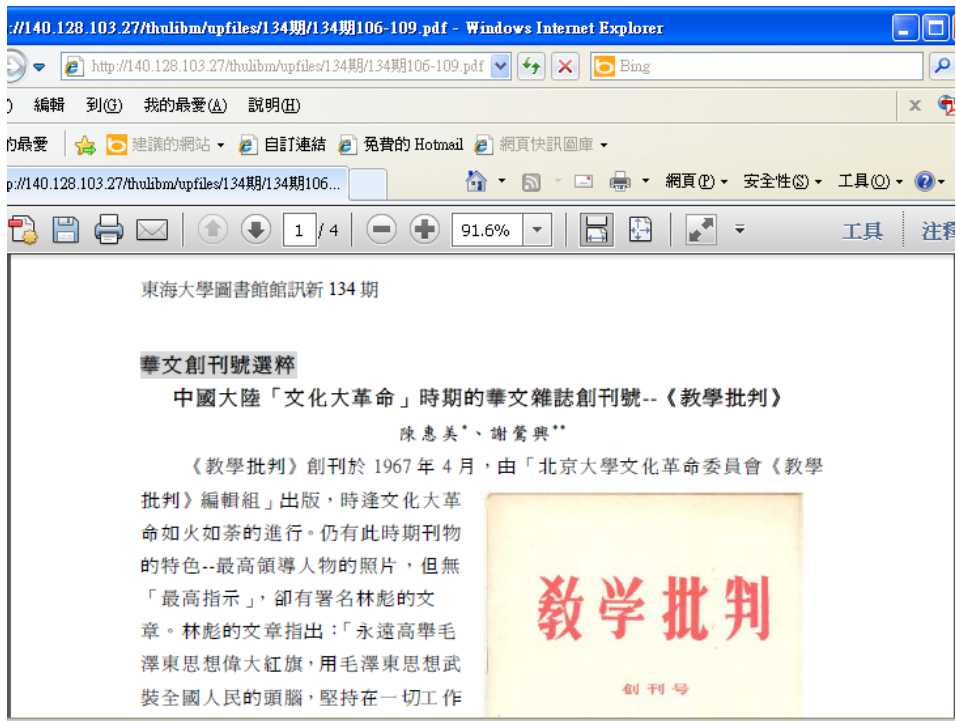 ://140.128.103.27/thulibm/upfiles/134期/134期106-109.pdf - Windows Internet Explorer
http://140.128.103.27/thulibm/upfiles/134期/134期106-109.pdf
Bing
) 編輯 到(G) 我的最愛(A) 說明(H)
的最愛 建議的網站 自訂連結 免費的 Hotmail 網頁快訊圖庫
p://140.128.103.27/thulibm/upfiles/134期/134期106...
網頁(P) 安全性(S) 工具(O)
1 / 4 91.6% 工具 注釋
東海大學圖書館館訊新 134 期
華文創刊號選粹
中國大陸「文化大革命」時期的華文雜誌創刊號--《教學批判》
陳惠美*、謝鶯興**
《教學批判》創刊於 1967 年 4 月,由「北京大學文化革命委員會《教學
批判》編輯組」出版,時逢文化大革
命如火如荼的進行。仍有此時期刊物
的特色--最高領導人物的照片,但無
「最高指示」,卻有署名林彪的文
章。林彪的文章指出:「永遠高舉毛
澤東思想偉大紅旗,用毛澤東思想武
裝全國人民的頭腦,堅持在一切工作
教学批判
創刊号